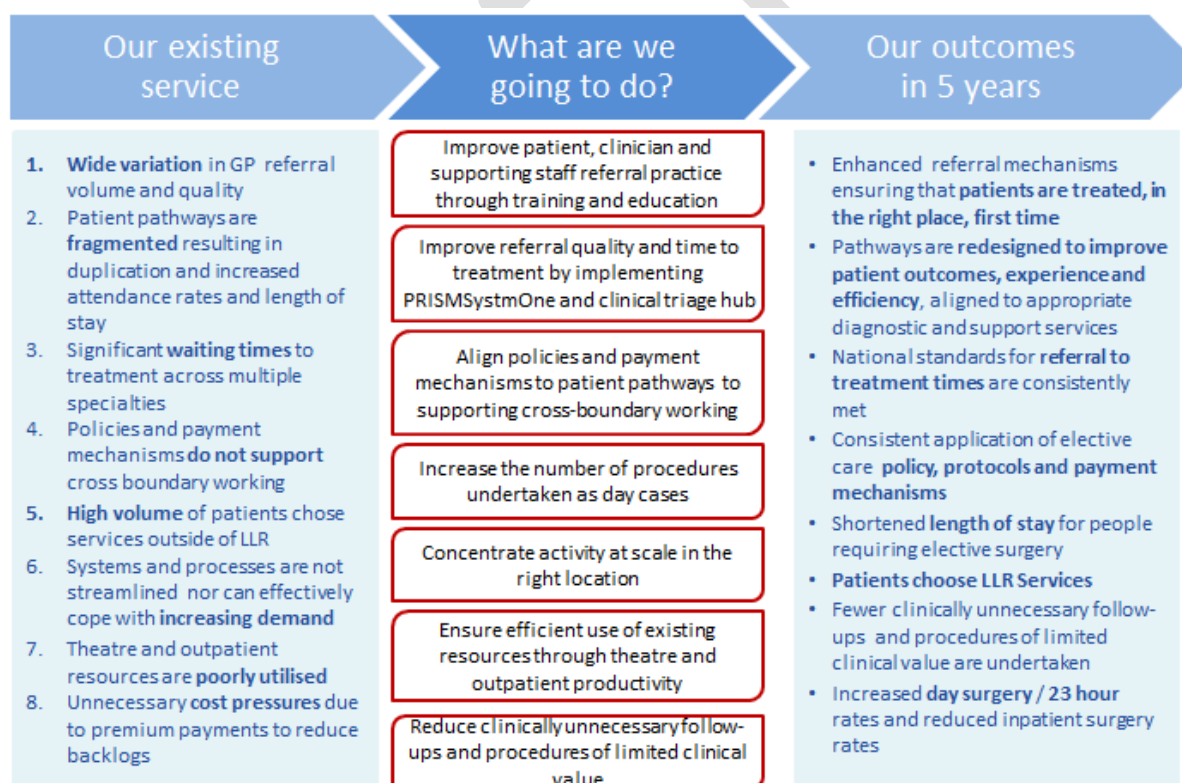 Our existing
service
What are we
going to do?
Our outcomes
in 5 years
1. Wide variation in GP referral
volume and quality
2. Patient pathways are
fragmented resulting in
duplication and increased
attendance rates and length of
stay
3. Significant waiting times to
treatment across multiple
specialties
4. Policies and payment
mechanisms do not support
cross boundary working
5. High volume of patients chose
services outside of LLR
6. Systems and processes are not
streamlined nor can effectively
cope with increasing demand
7. Theatre and outpatient
resources are poorly utilised
8. Unnecessary cost pressures due
to premium payments to reduce
backlogs
Improve patient, clinician and
supporting staff referral practice
through training and education
Improve referral quality and time to
treatment by implementing
PRISMSystmOne and clinical triage hub
Align policies and payment
mechanisms to patient pathways to
supporting cross-boundary working
Increase the number of procedures
undertaken as day cases
Concentrate activity at scale in the
right location
Ensure efficient use of existing
resources through theatre and
outpatient productivity
Reduce clinically unnecessary follow-
ups and procedures of limited clinical
value
• Enhanced referral mechanisms
ensuring that patients are treated, in
the right place, first time
• Pathways are redesigned to improve
patient outcomes, experience and
efficiency, aligned to appropriate
diagnostic and support services
• National standards for referral to
treatment times are consistently
met
• Consistent application of elective
care policy, protocols and payment
mechanisms
• Shortened length of stay for people
requiring elective surgery
• Patients choose LLR Services
• Fewer clinically unnecessary follow-
ups and procedures of limited
clinical value are undertaken
• Increased day surgery / 23 hour
rates and reduced inpatient surgery
rates